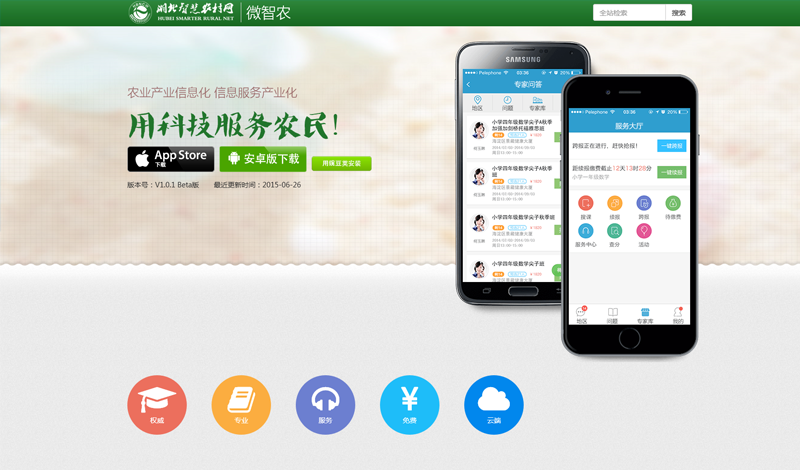 湖北智慧农村网
HUBEI SMARTER RURAL NET
微智农
全站检索
搜索
农业产业信息化 信息服务产业化
用科技服务农民!
App Store
下载
安卓版下载
用豌豆荚安装
版本号：V1.0.1 Beta版
最近更新时间：2015-06-26
SAMSUNG
Pelephone 03:36 20%
专家问答
地区
问题
专家库
小学四年级数学尖子A秋季
加强加剑桥托福雅思班
小学四年级数学尖子A秋季
班
小学四年级数学尖子秋季班
小学四年级数学尖子班
Pelephone 03:36 20%
服务大厅
跨报正在进行、赶快抢报！
一键跨报
距续报缴费截止12天13时28分
一键续报
小学一年级数学
插课
续报
跨报
待缴费
服务中心
查分
活动
地区
问题
专家库
我的
权威
专业
服务
¥
免费
云端